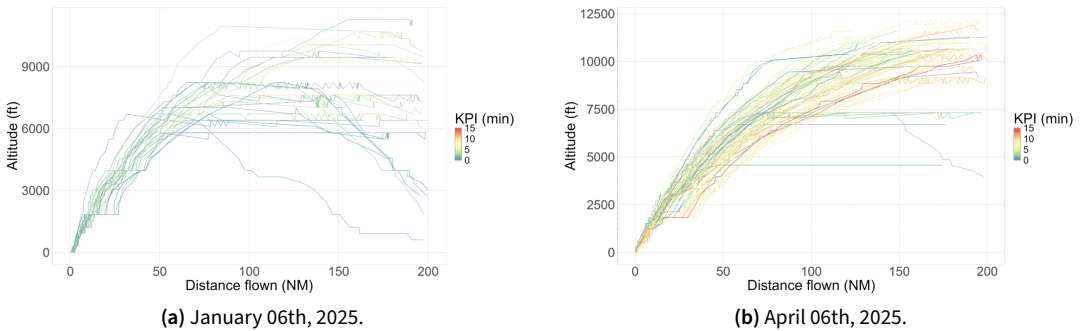 9000
6000
3000
0
Altitude (ft)
0 50 100 150 200
Distance flown (NM)
KPI (min)
15
10
5
0
(a) January 06th, 2025.
12500
10000
7500
5000
2500
0
Altitude (ft)
0 50 100 150 200
Distance flown (NM)
KPI (min)
15
10
5
0
(b) April 06th, 2025.